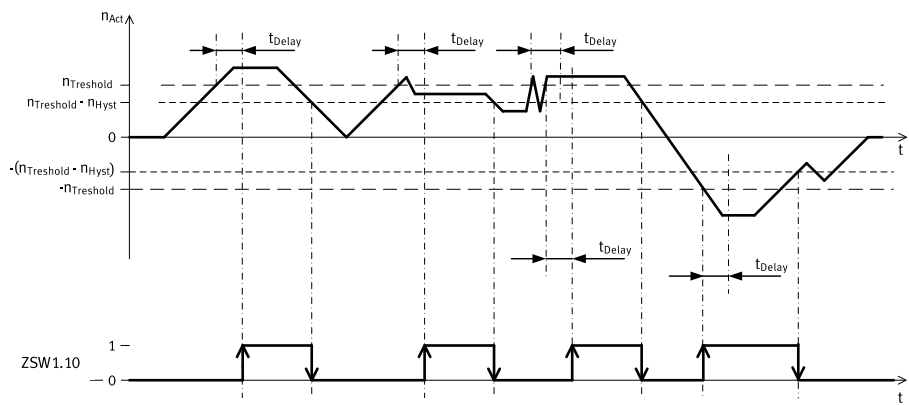 nAct
tDelay
tDelay
tDelay
nTreshold
nTreshold - nHyst
0
t
-(nTreshold - nHyst)
-nTreshold
tDelay
tDelay
1
ZSW1.10
0
t